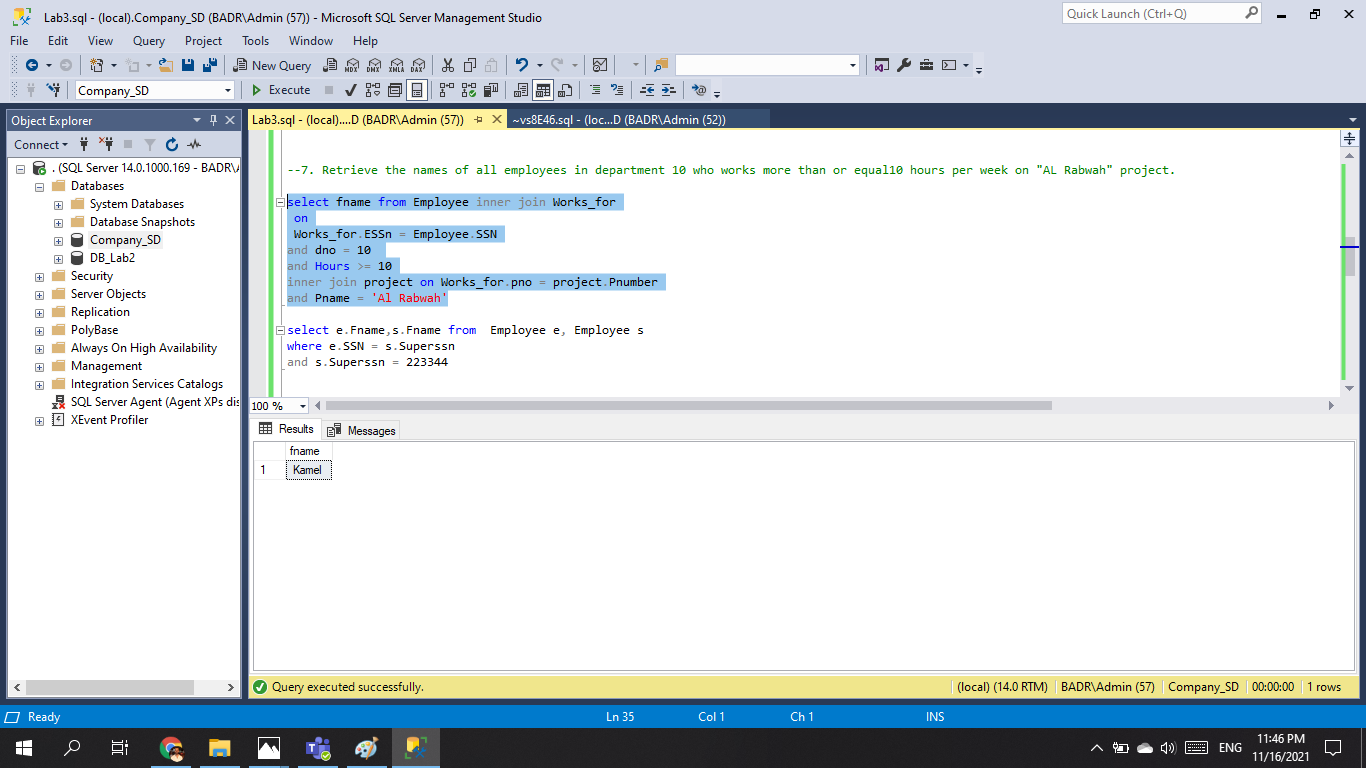 Lab3.sql - (local).Company_SD (BADR\Admin (57)) - Microsoft SQL Server Management Studio
Quick Launch (Ctrl+Q)
File Edit View Query Project Tools Window Help
New Query MDX DMX XMLA DAX
Company_SD Execute
Object Explorer
Lab3.sql - (local)....D (BADR\Admin (57)) ~vs8E46.sql - (loc...D (BADR\Admin (52))
Connect
. (SQL Server 14.0.1000.169 - BADR\A
Databases
System Databases
Database Snapshots
Company_SD
DB_Lab2
Security
Server Objects
Replication
PolyBase
Always On High Availability
Management
Integration Services Catalogs
SQL Server Agent (Agent XPs dis
XEvent Profiler
--7. Retrieve the names of all employees in department 10 who works more than or equal10 hours per week on "AL Rabwah" project.
select fname from Employee inner join Works_for
on
Works_for.ESSn = Employee.SSN
and dno = 10
and Hours >= 10
inner join project on Works_for.pno = project.Pnumber
and Pname = 'Al Rabwah'
select e.Fname,s.Fname from  Employee e, Employee s
where e.SSN = s.Superssn
and s.Superssn = 223344
100 %
Results Messages
fname
1 Kamel
Query executed successfully. (local) (14.0 RTM) BADR\Admin (57) Company_SD 00:00:00 1 rows
Ready Ln 35 Col 1 Ch 1 INS
ENG 11:46 PM
11/16/2021